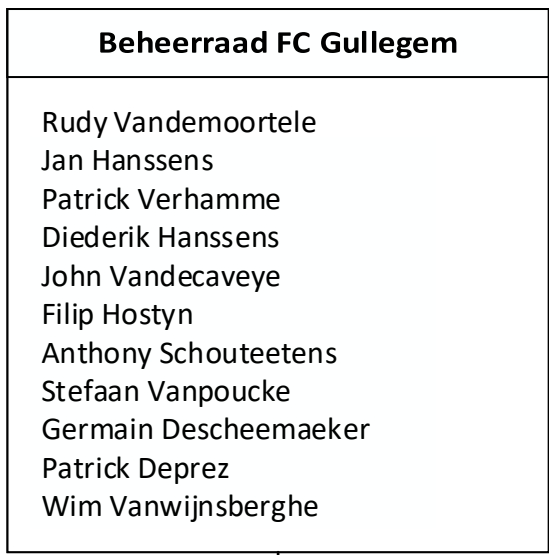 Beheerraad FC Gullegem
Rudy Vandemoortele
Jan Hanssens
Patrick Verhamme
Diederik Hanssens
John Vandecaveye
Filip Hostyn
Anthony Schouteetens
Stefaan Vanpoucke
Germain Descheemaeker
Patrick Deprez
Wim Vanwijnsberghe